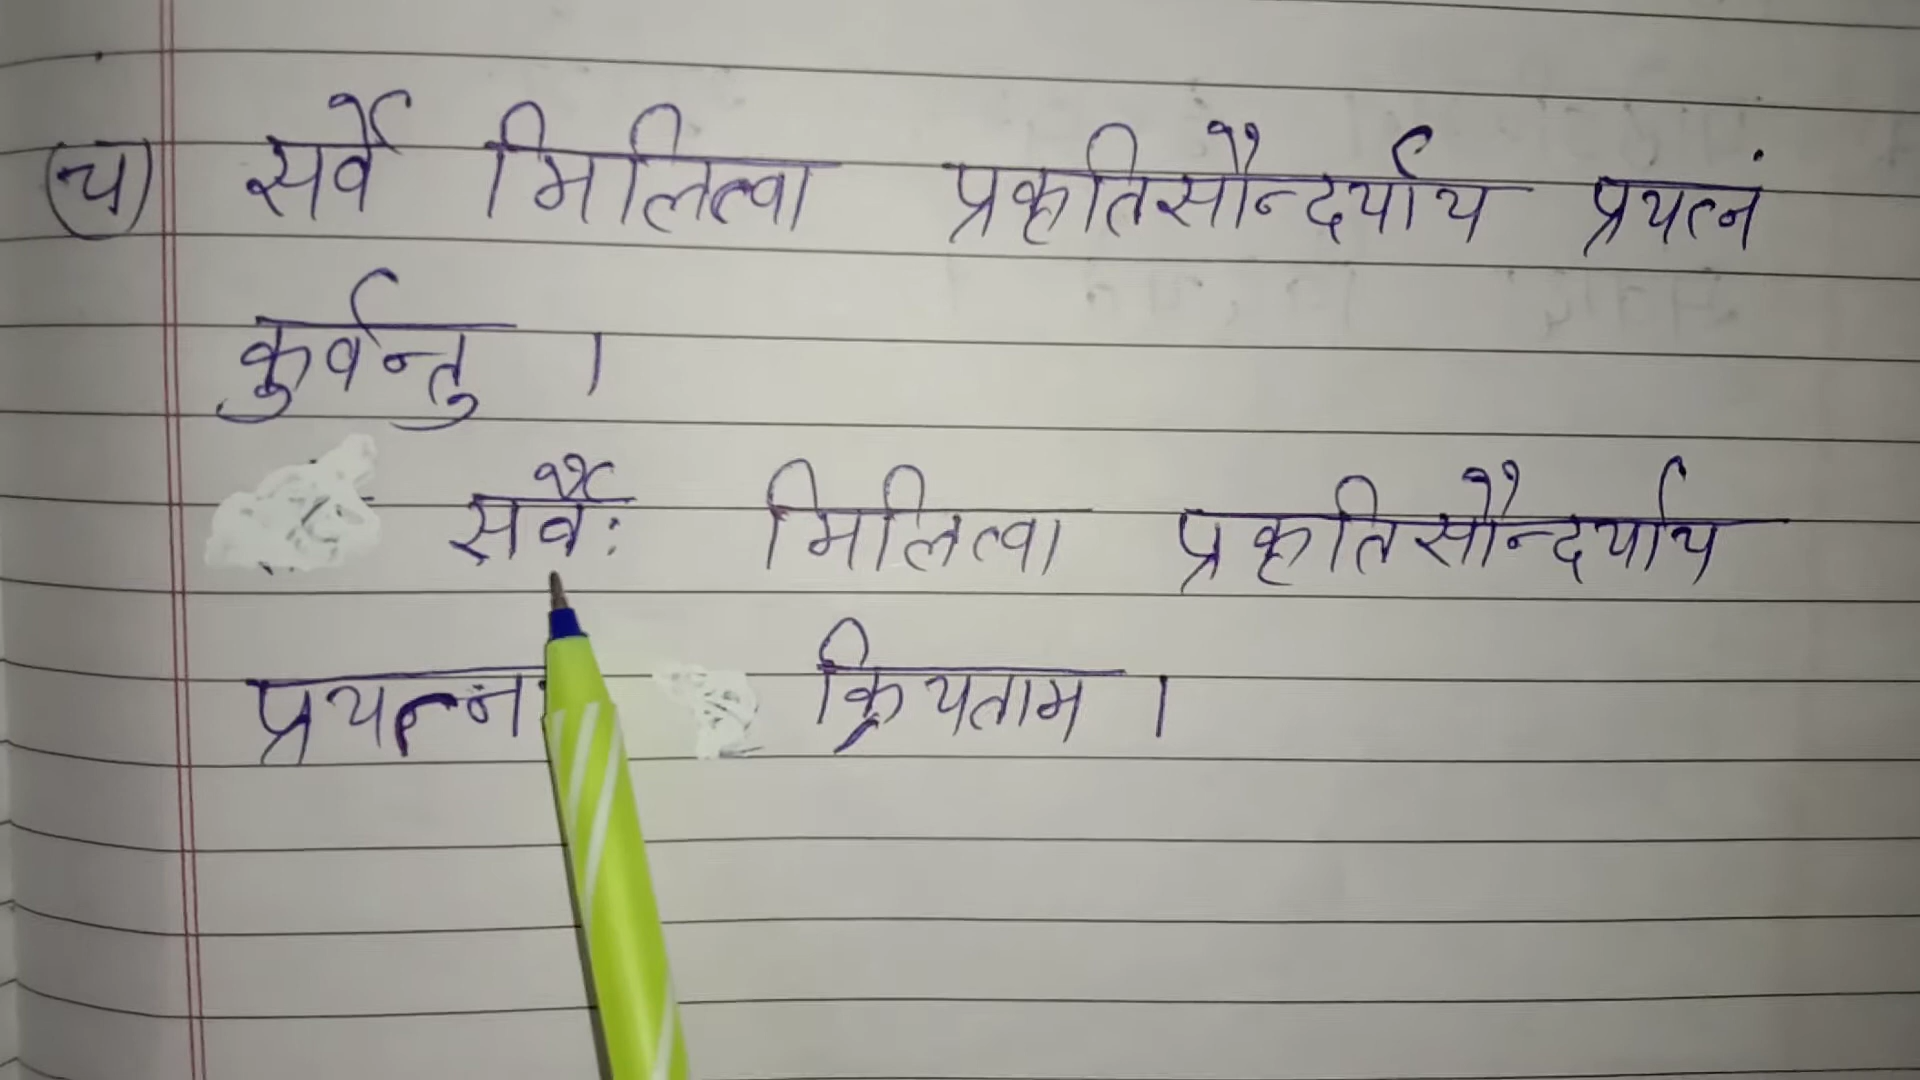 च सर्वे मिलित्वा प्रकृतिसौन्दर्याय प्रयत्नं
कुर्वन्तु ।
सर्वैः मिलित्वा प्रकृतिसौन्दर्याय
प्रयत्न क्रियताम ।